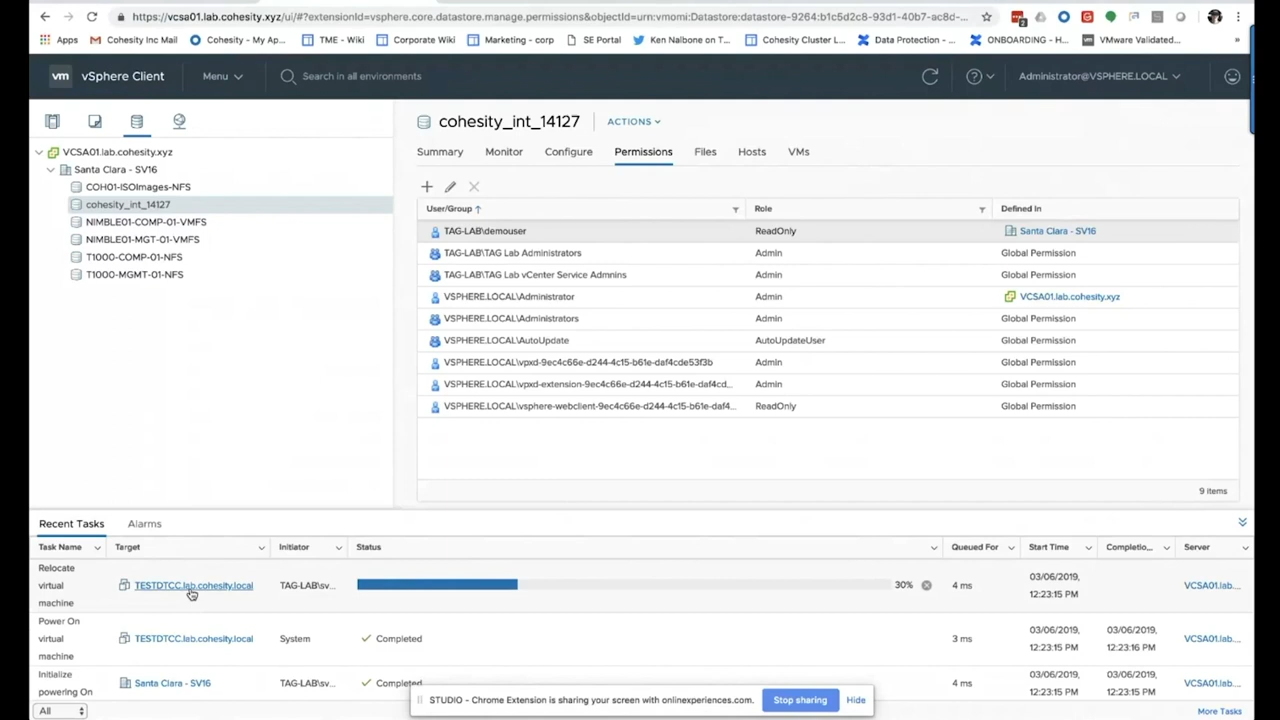 https://vcsa01.lab.cohesity.xyz/ui/#?extensionId=vsphere.core.datastore.manage.permissions&objectId=urn:vmomi:Datastore:datastore-9264:b1c5d2c8-93d1-40b7-ac8d-...
Apps Cohesity Inc Mail Cohesity - My Ap... TME - Wiki Corporate Wiki Marketing - corp SE Portal Ken Nalbone on T... Cohesity Cluster L... Data Protection - ... ONBOARDING - H... VMware Validated... »
vm vSphere Client Menu Search in all environments Administrator@VSPHERE.LOCAL
cohesity_int_14127 ACTIONS
Summary Monitor Configure Permissions Files Hosts VMs
VCSA01.lab.cohesity.xyz
Santa Clara - SV16
COH01-ISOImages-NFS
cohesity_int_14127
NIMBLE01-COMP-01-VMFS
NIMBLE01-MGT-01-VMFS
T1000-COMP-01-NFS
T1000-MGMT-01-NFS
User/Group ↑ Role Defined In
TAG-LAB\demouser ReadOnly Santa Clara - SV16
TAG-LAB\TAG Lab Administrators Admin Global Permission
TAG-LAB\TAG Lab vCenter Service Admnins Admin Global Permission
VSPHERE.LOCAL\Administrator Admin VCSA01.lab.cohesity.xyz
VSPHERE.LOCAL\Administrators Admin Global Permission
VSPHERE.LOCAL\AutoUpdate AutoUpdateUser Global Permission
VSPHERE.LOCAL\vpxd-9ec4c66e-d244-4c15-b61e-daf4cde53f3b Admin Global Permission
VSPHERE.LOCAL\vpxd-extension-9ec4c66e-d244-4c15-b61e-daf4cd... Admin Global Permission
VSPHERE.LOCAL\vsphere-webclient-9ec4c66e-d244-4c15-b61e-daf4... ReadOnly Global Permission
9 items
Recent Tasks Alarms
Task Name Target Initiator Status Queued For Start Time Completio... Server
Relocate virtual machine TESTDTCC.lab.cohesity.local TAG-LAB\sv... 30% 4 ms 03/06/2019, 12:23:15 PM VCSA01.lab....
Power On virtual machine TESTDTCC.lab.cohesity.local System Completed 3 ms 03/06/2019, 12:23:15 PM 03/06/2019, 12:23:16 PM VCSA01.lab....
Initialize powering On Santa Clara - SV16 TAG-LAB\sv... Completed 4 ms 03/06/2019, 12:23:15 PM 03/06/2019, 12:23:15 PM VCSA01.lab....
STUDIO - Chrome Extension is sharing your screen with onlinexperiences.com. Stop sharing Hide
All More Tasks